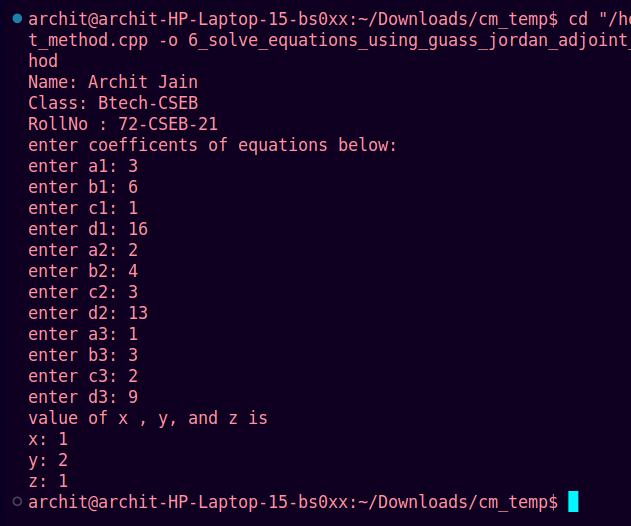 archit@archit-HP-Laptop-15-bs0xx:~/Downloads/cm_temp$ cd "/h
t_method.cpp -o 6_solve_equations_using_guass_jordan_adjoint_
hod
Name: Archit Jain
Class: Btech-CSEB
RollNo : 72-CSEB-21
enter coefficents of equations below:
enter a1: 3
enter b1: 6
enter c1: 1
enter d1: 16
enter a2: 2
enter b2: 4
enter c2: 3
enter d2: 13
enter a3: 1
enter b3: 3
enter c3: 2
enter d3: 9
value of x , y, and z is
x: 1
y: 2
z: 1
archit@archit-HP-Laptop-15-bs0xx:~/Downloads/cm_temp$